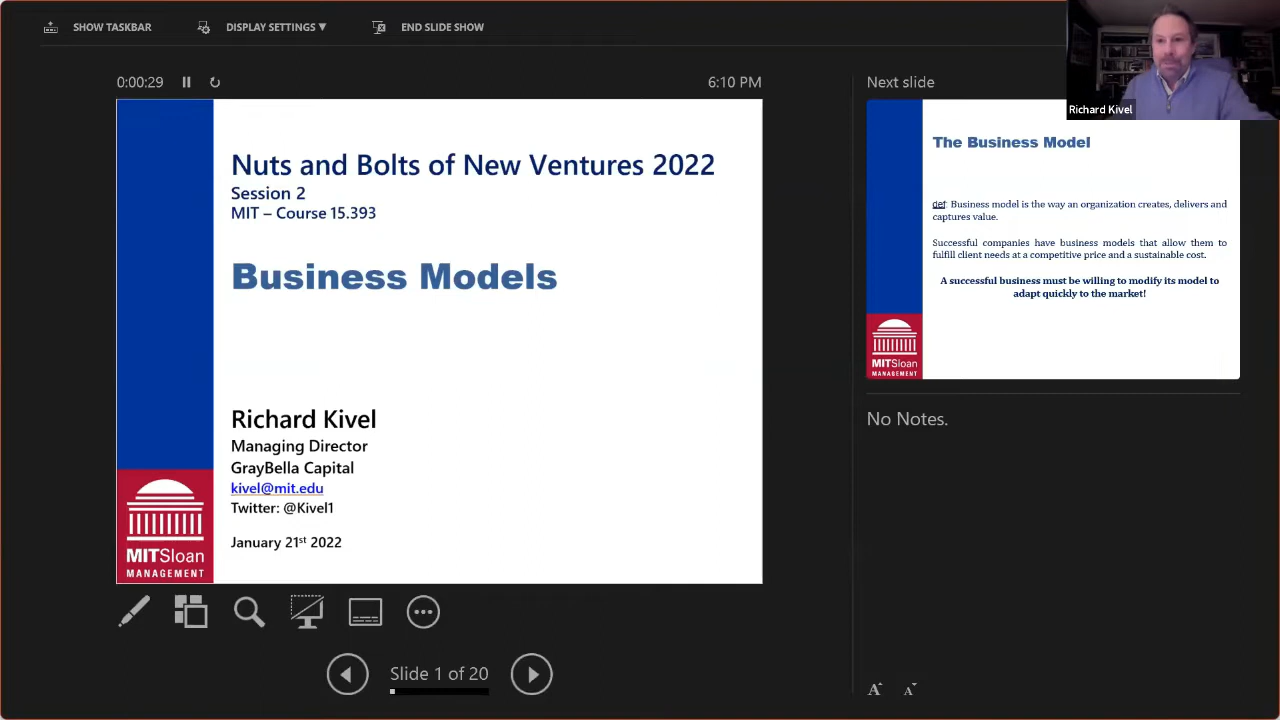 SHOW TASKBAR
DISPLAY SETTINGS ▼
END SLIDE SHOW
0:00:29
6:10 PM
Nuts and Bolts of New Ventures 2022
Session 2
MIT – Course 15.393
Business Models
Richard Kivel
Managing Director
GrayBella Capital
kivel@mit.edu
Twitter: @Kivel1
January 21st 2022
MITSloan
MANAGEMENT
Slide 1 of 20
Richard Kivel
Next slide
The Business Model
def: Business model is the way an organization creates, delivers and
captures value.
Successful companies have business models that allow them to
fulfill client needs at a competitive price and a sustainable cost.
A successful business must be willing to modify its model to
adapt quickly to the market!
MITSloan
MANAGEMENT
No Notes.
A A